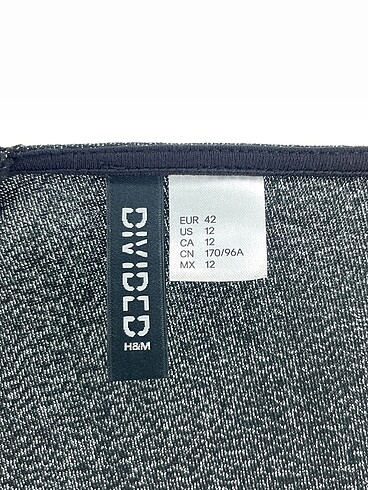 DIVIDED
H&M
EUR 42
US 12
CA 12
CN 170/96A
MX 12